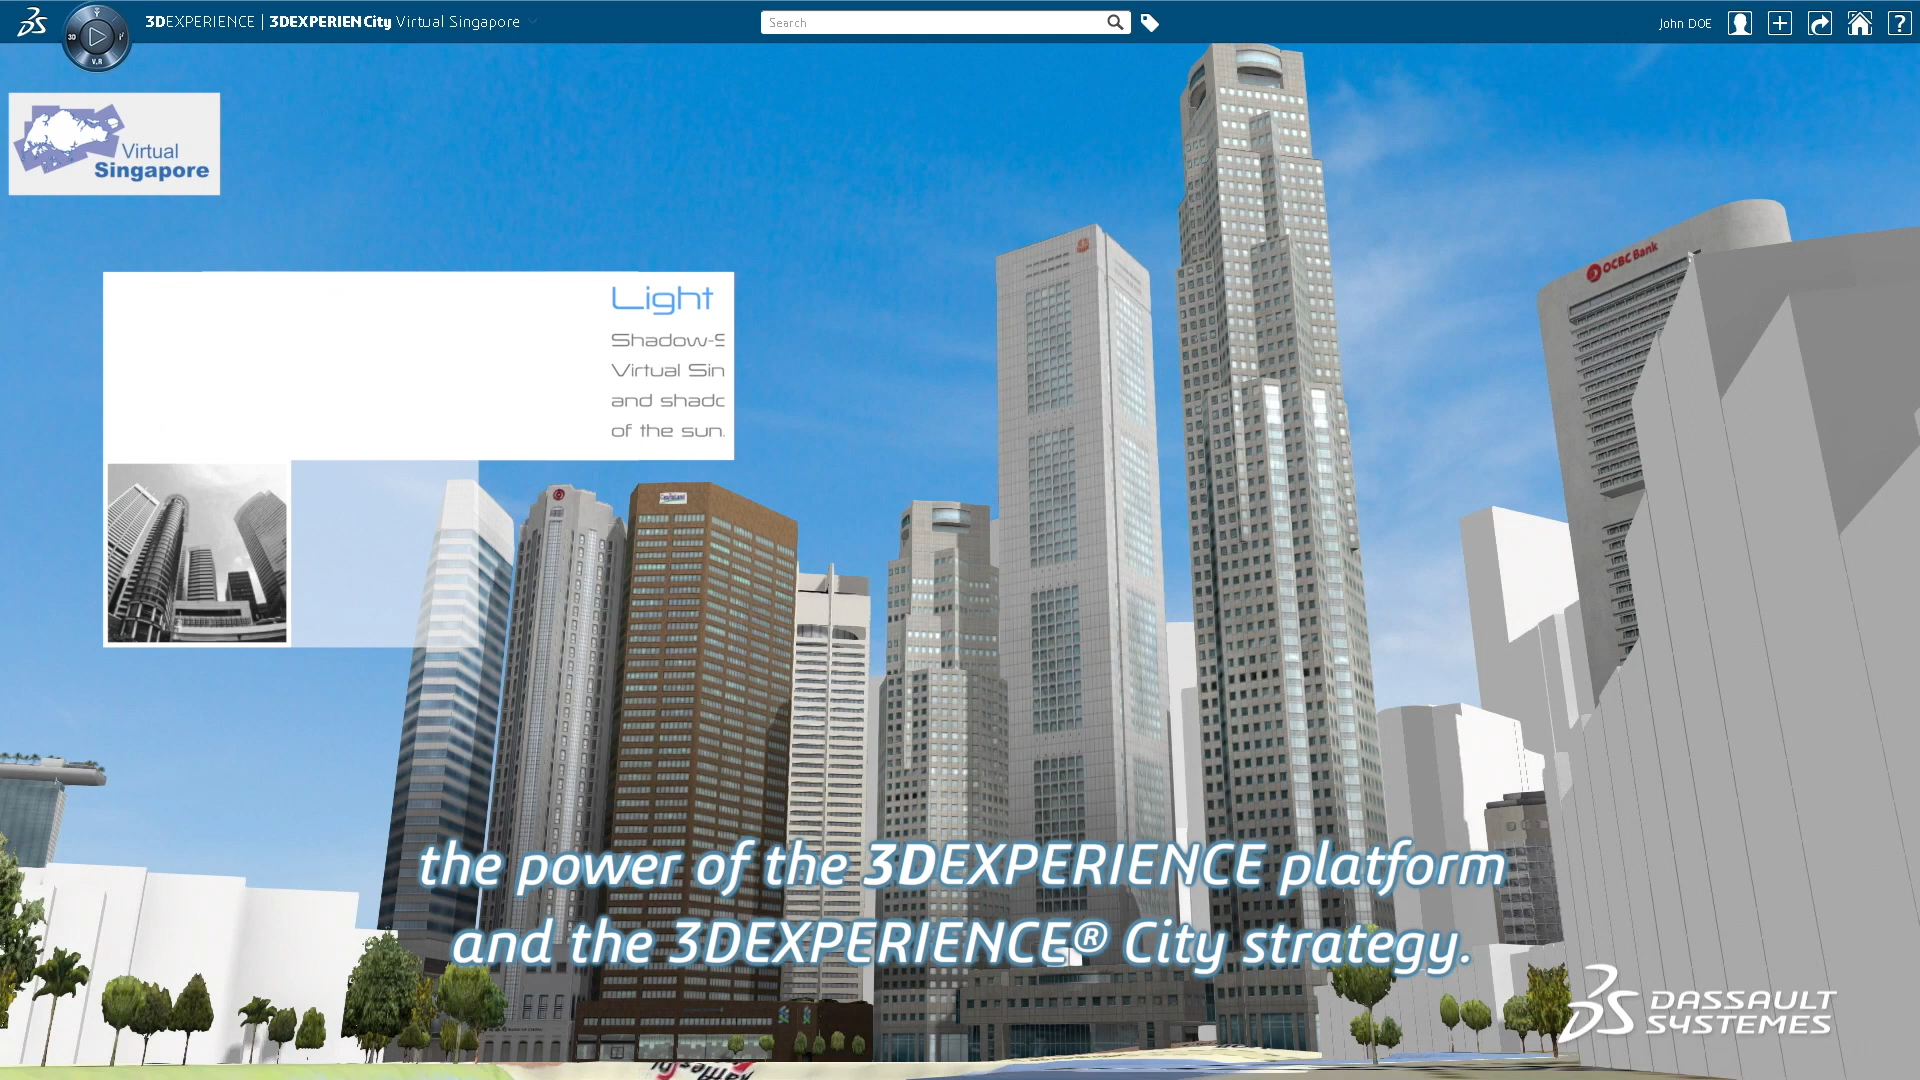 3DEXPERIENCE | 3DEXPERIENCity Virtual Singapore
Search
John DOE
3D
V.R
Virtual
Singapore
Light
Shadow-S
Virtual Sin
and shado
of the sun.
OCBC Bank
the power of the 3DEXPERIENCE platform
and the 3DEXPERIENCE® City strategy.
DASSAULT
SYSTEMES